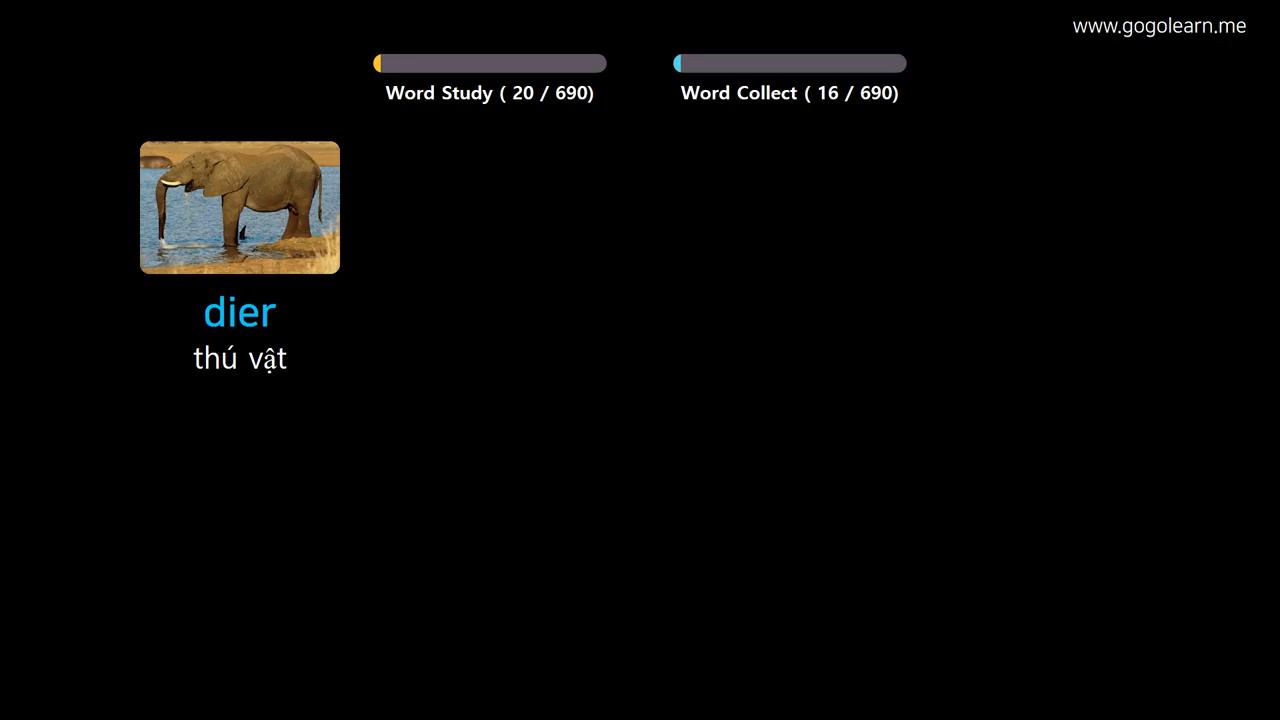 www.gogolearn.me
Word Study ( 20 / 690)
Word Collect ( 16 / 690)
dier
thú vật